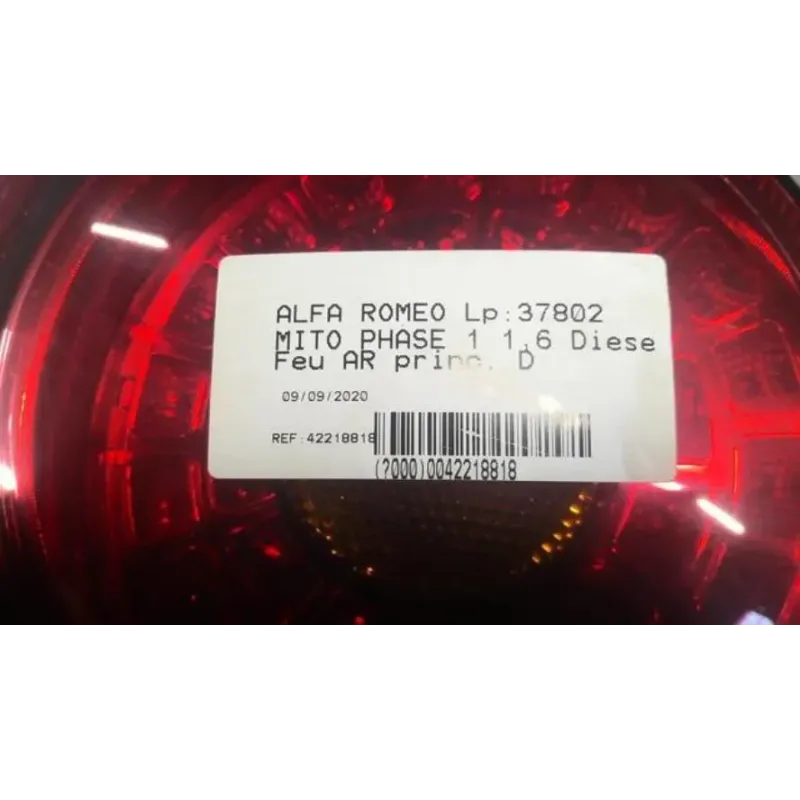 ALFA ROMEO Lp:37802
MITO PHASE 1 1.6 Diese
Feu AR princ. D
09/09/2020
REF:42218818
(?000)0042218818